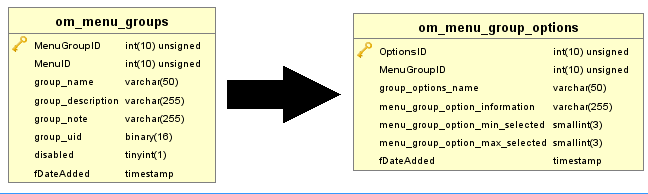 om_menu_groups
MenuGroupID int(10) unsigned
MenuID int(10) unsigned
group_name varchar(50)
group_description varchar(255)
group_note varchar(255)
group_uid binary(16)
disabled tinyint(1)
fDateAdded timestamp
om_menu_group_options
OptionsID int(10) unsigned
MenuGroupID int(10) unsigned
group_options_name varchar(50)
menu_group_option_information varchar(255)
menu_group_option_min_selected smallint(3)
menu_group_option_max_selected smallint(3)
fDateAdded timestamp